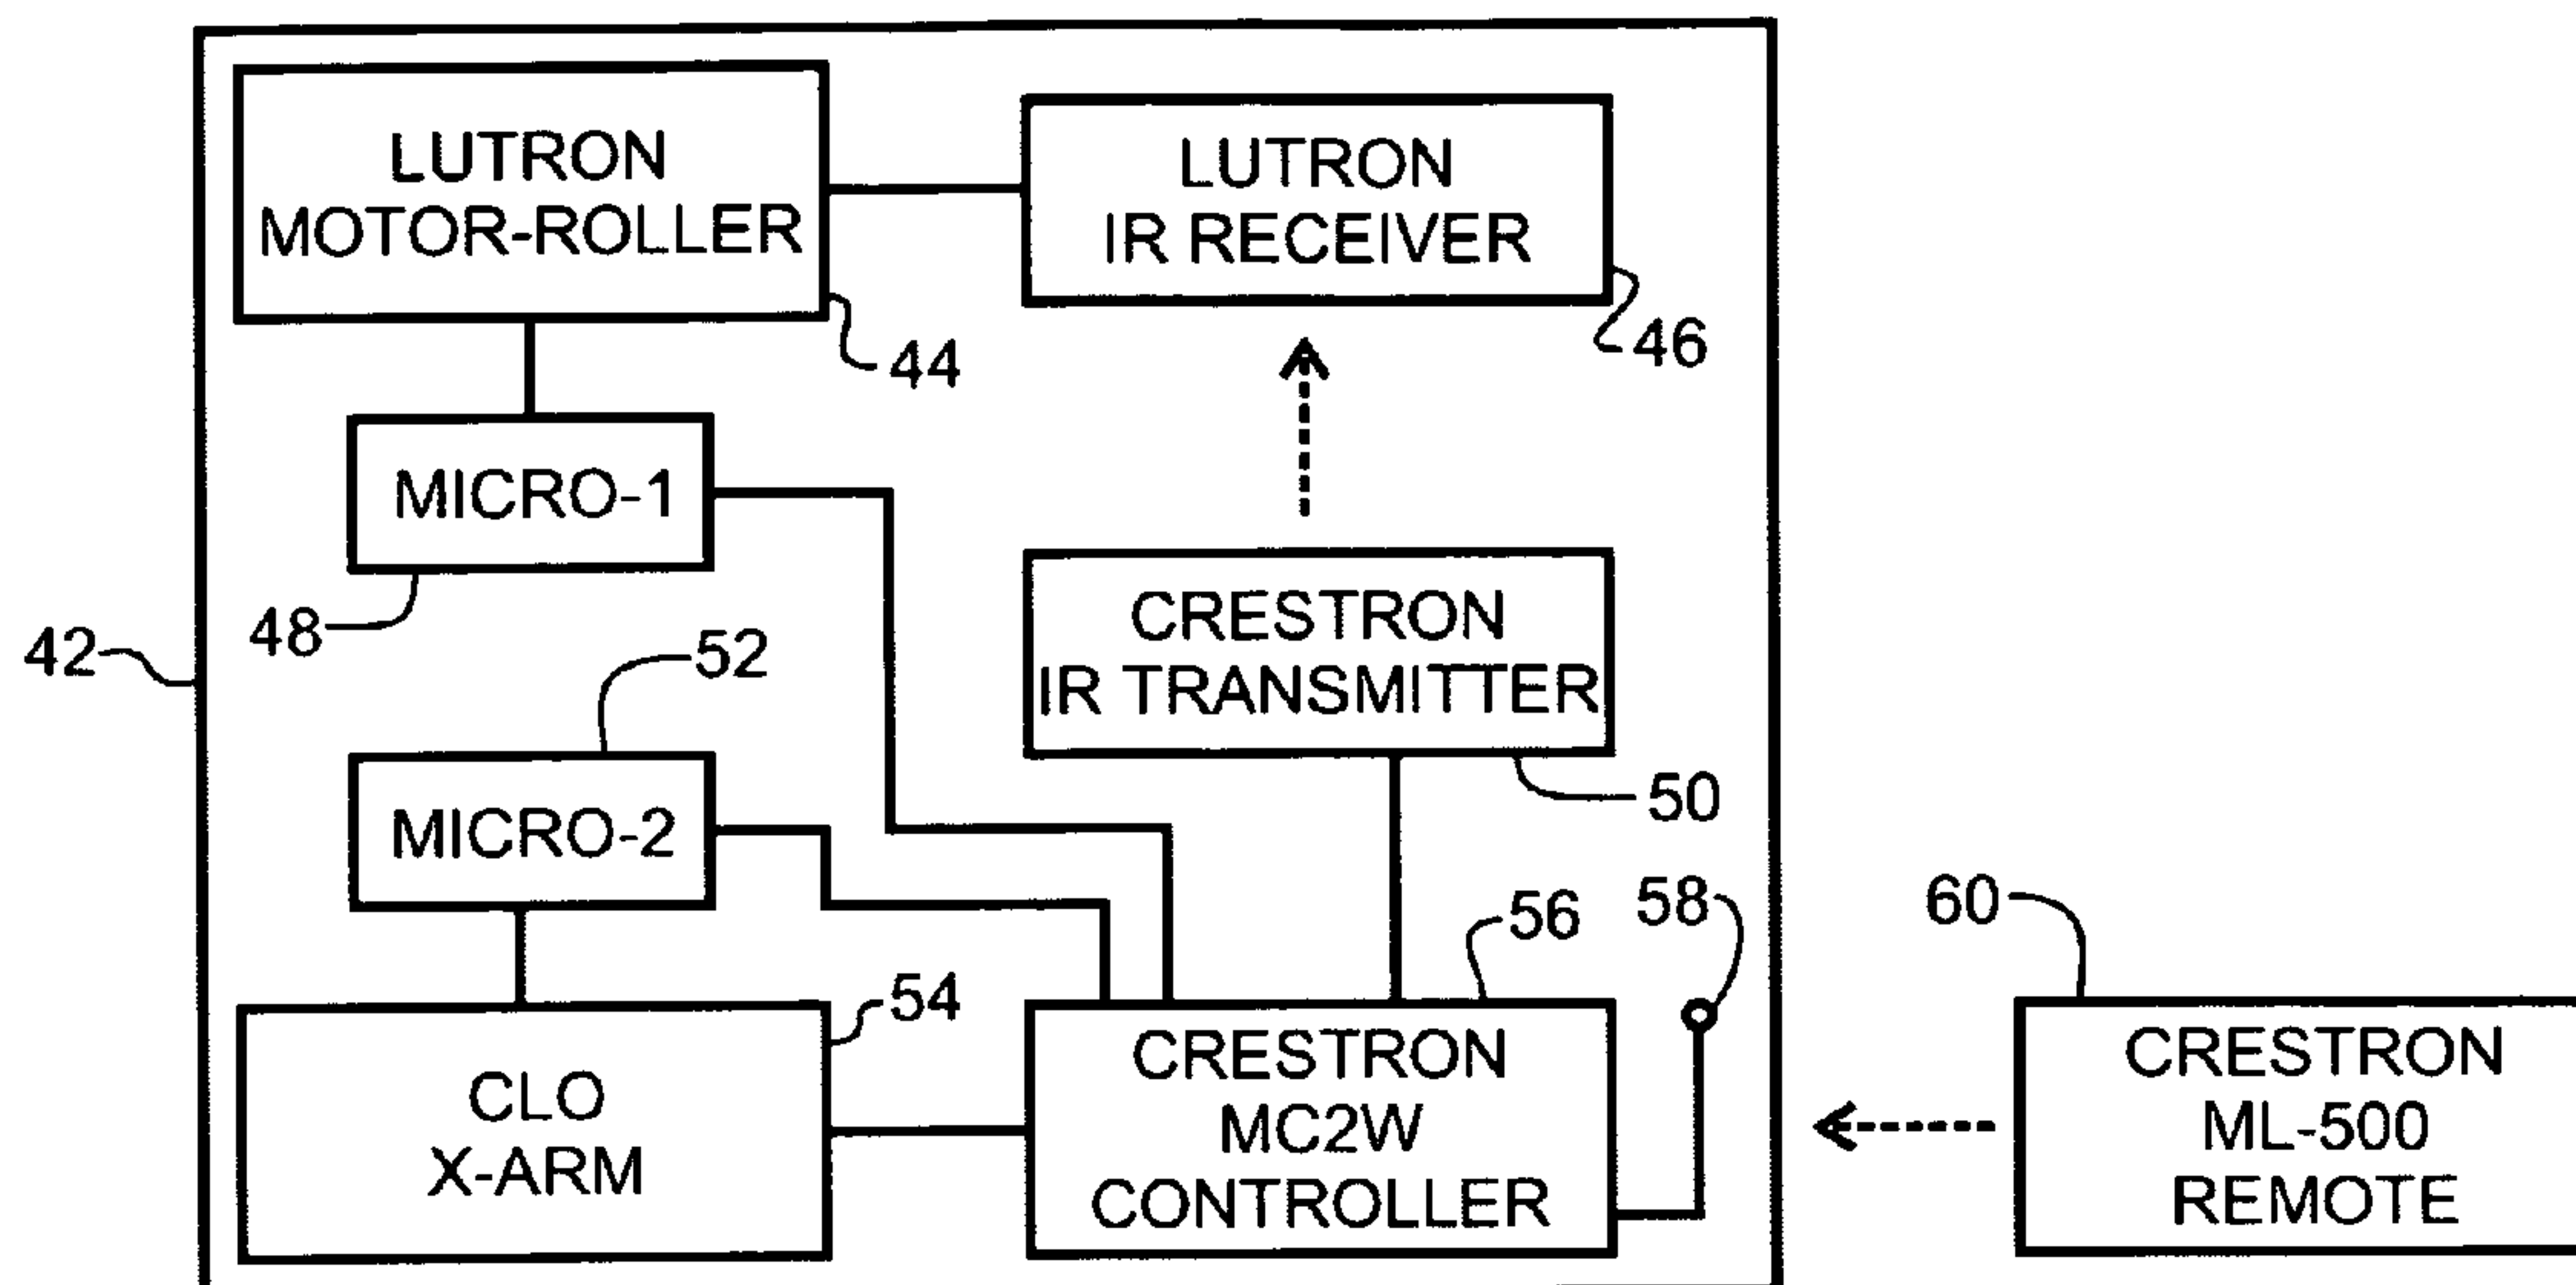 LUTRON
MOTOR-ROLLER
LUTRON
IR RECEIVER
44
46
MICRO-1
48
42
CRESTRON
IR TRANSMITTER
50
52
MICRO-2
54
CLO
X-ARM
56
58
CRESTRON
MC2W
CONTROLLER
60
CRESTRON
ML-500
REMOTE